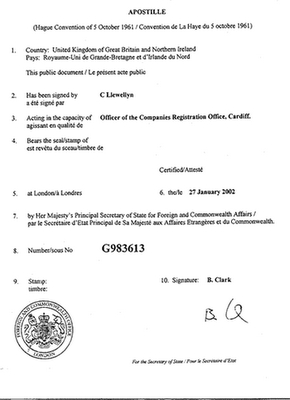 APOSTILLE
(Hague Convention of 5 October 1961 / Convention de La Haye du 5 octobre 1961)
1. Country: United Kingdom of Great Britain and Northern Ireland
Pays: Royaume-Uni de Grande-Bretagne et d'Irlande du Nord
This public document / Le présent acte public
2. Has been signed by C Llewellyn
a été signé par
3. Acting in the capacity of Officer of the Companies Registration Office, Cardiff.
agissant en qualité de
4. Bears the seal/stamp of
est revêtu du sceau/timbre de
Certified/Attesté
5. at London/à Londres 6. the/le 27 January 2002
7. by Her Majesty's Principal Secretary of State for Foreign and Commonwealth Affairs /
par le Secrétaire d'Etat Principal de Sa Majesté aux Affaires Etrangères et du Commonwealth.
8. Number/sous No G983613
9. Stamp: 10. Signature: B. Clark
timbre:
FOREIGN AND COMMONWEALTH OFFICE
LONDON
For the Secretary of State / Pour le Secrétaire d'Etat